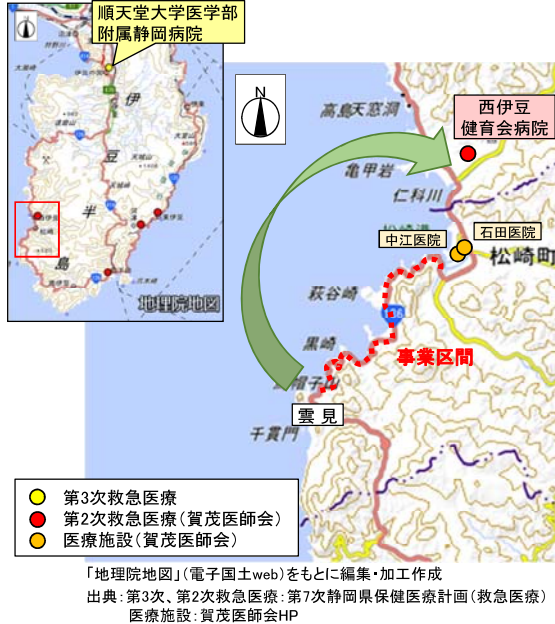 順天堂大学医学部
附属静岡病院
伊
豆
半
島
地理院地図
N
高島
天窓洞
西伊豆
健育会病院
亀甲岩
仁科川
中江医院
石田医院
松崎町
萩谷崎
黒崎
事業区間
帽子山
雲見
千貫門
第3次救急医療
第2次救急医療(賀茂医師会)
医療施設(賀茂医師会)
「地理院地図」(電子国土web)をもとに編集・加工作成
出典:第3次、第2次救急医療:第7次静岡県保健医療計画(救急医療)
医療施設:賀茂医師会HP